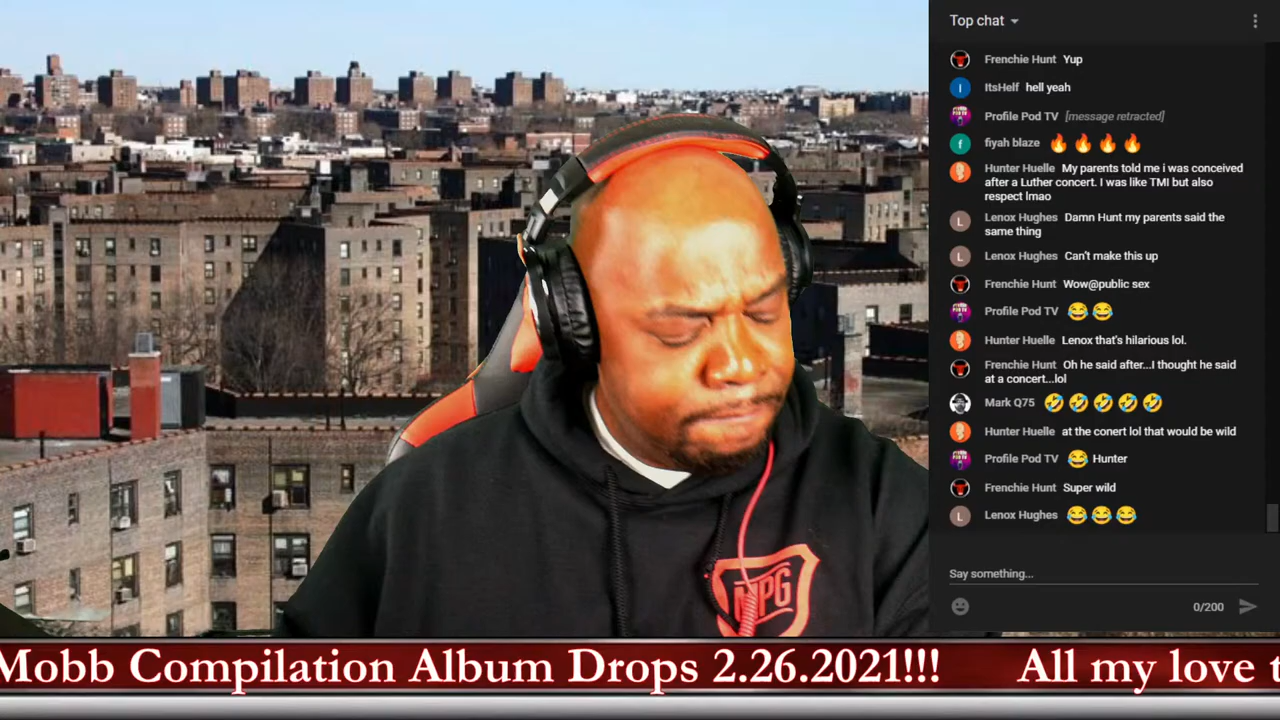 Top chat
Frenchie Hunt Yup
I
ItsHelf hell yeah
Profile Pod TV [message retracted]
f
fiyah blaze 🔥🔥🔥🔥
Hunter Huelle My parents told me i was conceived
after a Luther concert. I was like TMI but also
respect lmao
L
Lenox Hughes Damn Hunt my parents said the
same thing
L
Lenox Hughes Can't make this up
Frenchie Hunt Wow@public sex
Profile Pod TV 😂😂
Hunter Huelle Lenox that's hilarious lol.
Frenchie Hunt Oh he said after...I thought he said
at a concert...lol
Mark Q75 🤣🤣🤣🤣🤣
Hunter Huelle at the conert lol that would be wild
Profile Pod TV 😂 Hunter
Frenchie Hunt Super wild
L
Lenox Hughes 😂😂😂
Say something...
0/200
MPG
Mobb Compilation Album Drops 2.26.2021!!! All my love t